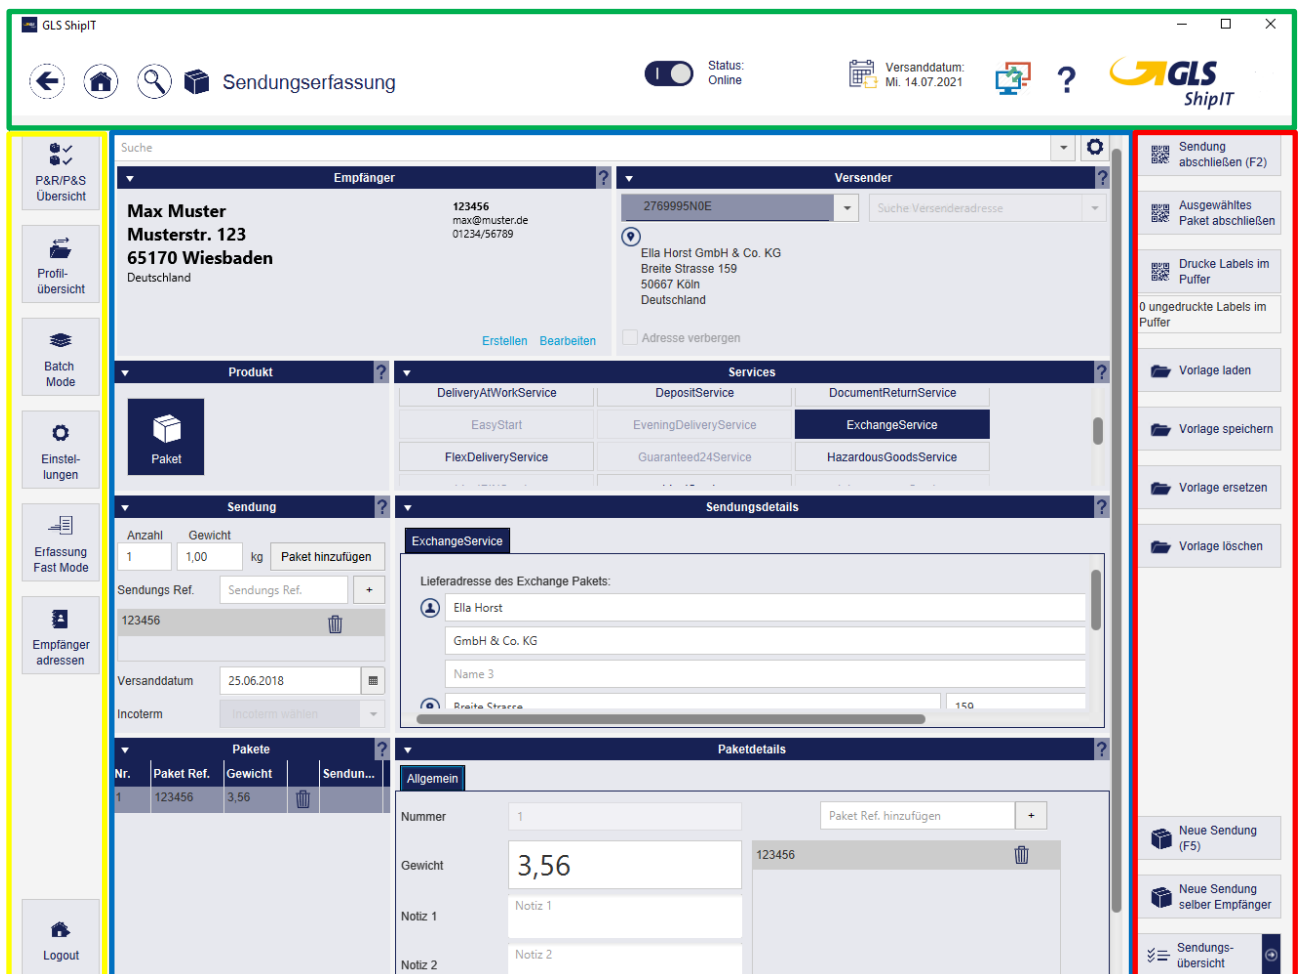 GLS ShipIT
Sendungserfassung
Status:
Online
Versanddatum:
Mi. 14.07.2021
?
GLS
ShipIT
P&R/P&S
Übersicht
Profil-
übersicht
Batch
Mode
Einstel-
lungen
Erfassung
Fast Mode
Empfänger
adressen
Logout
Suche
Empfänger ?
Max Muster
Musterstr. 123
65170 Wiesbaden
Deutschland
123456
max@muster.de
01234/56789
Erstellen Bearbeiten
Versender ?
2769995N0E
Suche Versenderadresse
Ella Horst GmbH & Co. KG
Breite Strasse 159
50667 Köln
Deutschland
Adresse verbergen
Produkt ?
Paket
Services ?
DeliveryAtWorkService DepositService DocumentReturnService
EasyStart EveningDeliveryService ExchangeService
FlexDeliveryService Guaranteed24Service HazardousGoodsService
Sendung ?
Anzahl Gewicht
1 1,00 kg Paket hinzufügen
Sendungs Ref. Sendungs Ref. +
123456
Versanddatum 25.06.2018
Incoterm Incoterm wählen
Sendungsdetails ?
ExchangeService
Lieferadresse des Exchange Pakets:
Ella Horst
GmbH & Co. KG
Name 3
Breite Strasse 159
Pakete ?
Nr. Paket Ref. Gewicht Sendun...
1 123456 3,56
Paketdetails ?
Allgemein
Nummer 1 Paket Ref. hinzufügen +
Gewicht 3,56 123456
Notiz 1 Notiz 1
Notiz 2 Notiz 2
Sendung
abschließen (F2)
Ausgewähltes
Paket abschließen
Drucke Labels im
Puffer
0 ungedruckte Labels im
Puffer
Vorlage laden
Vorlage speichern
Vorlage ersetzen
Vorlage löschen
Neue Sendung
(F5)
Neue Sendung
selber Empfänger
Sendungs-
übersicht